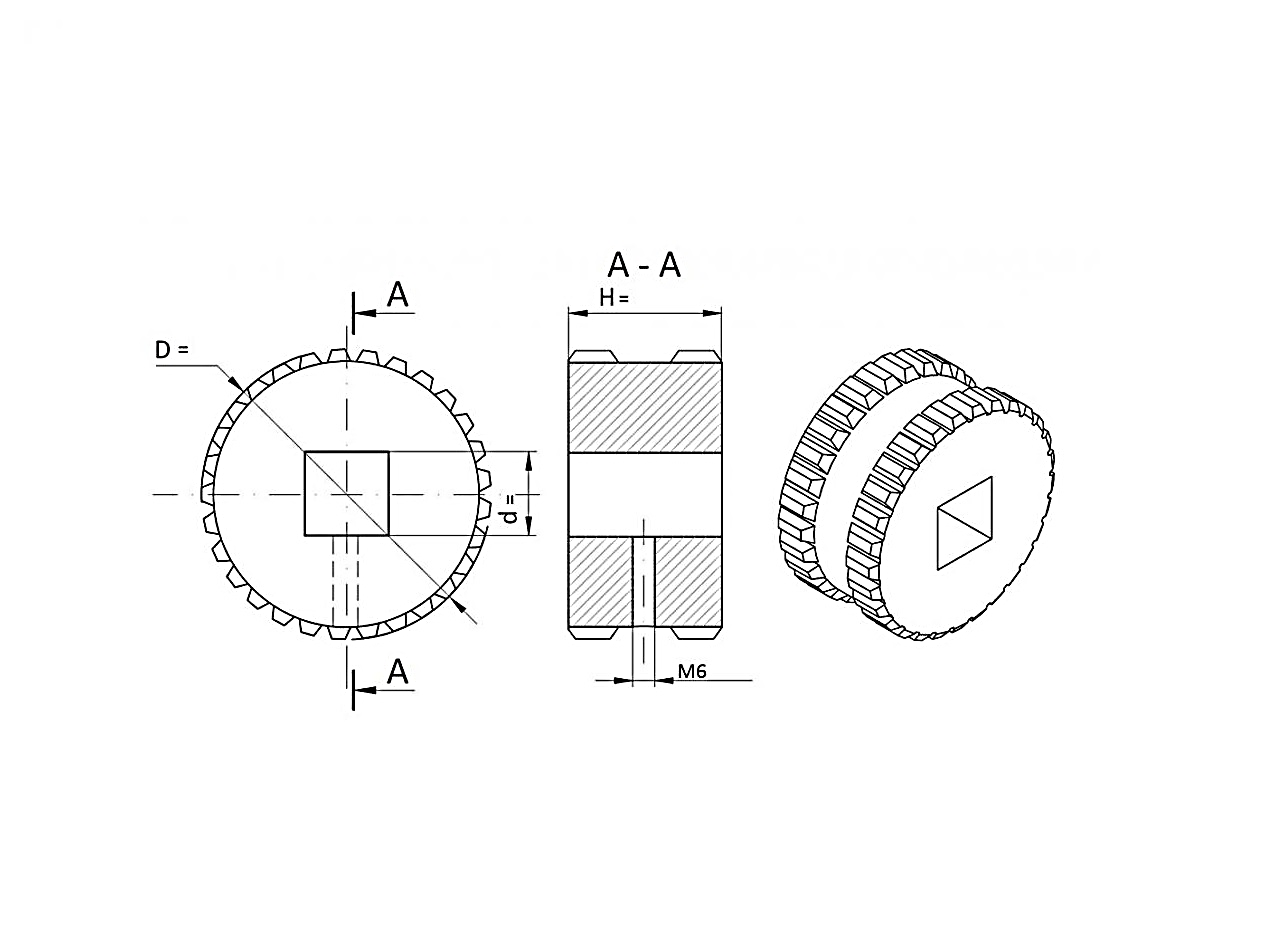 A - A
H =
A
D =
d =
A
M6